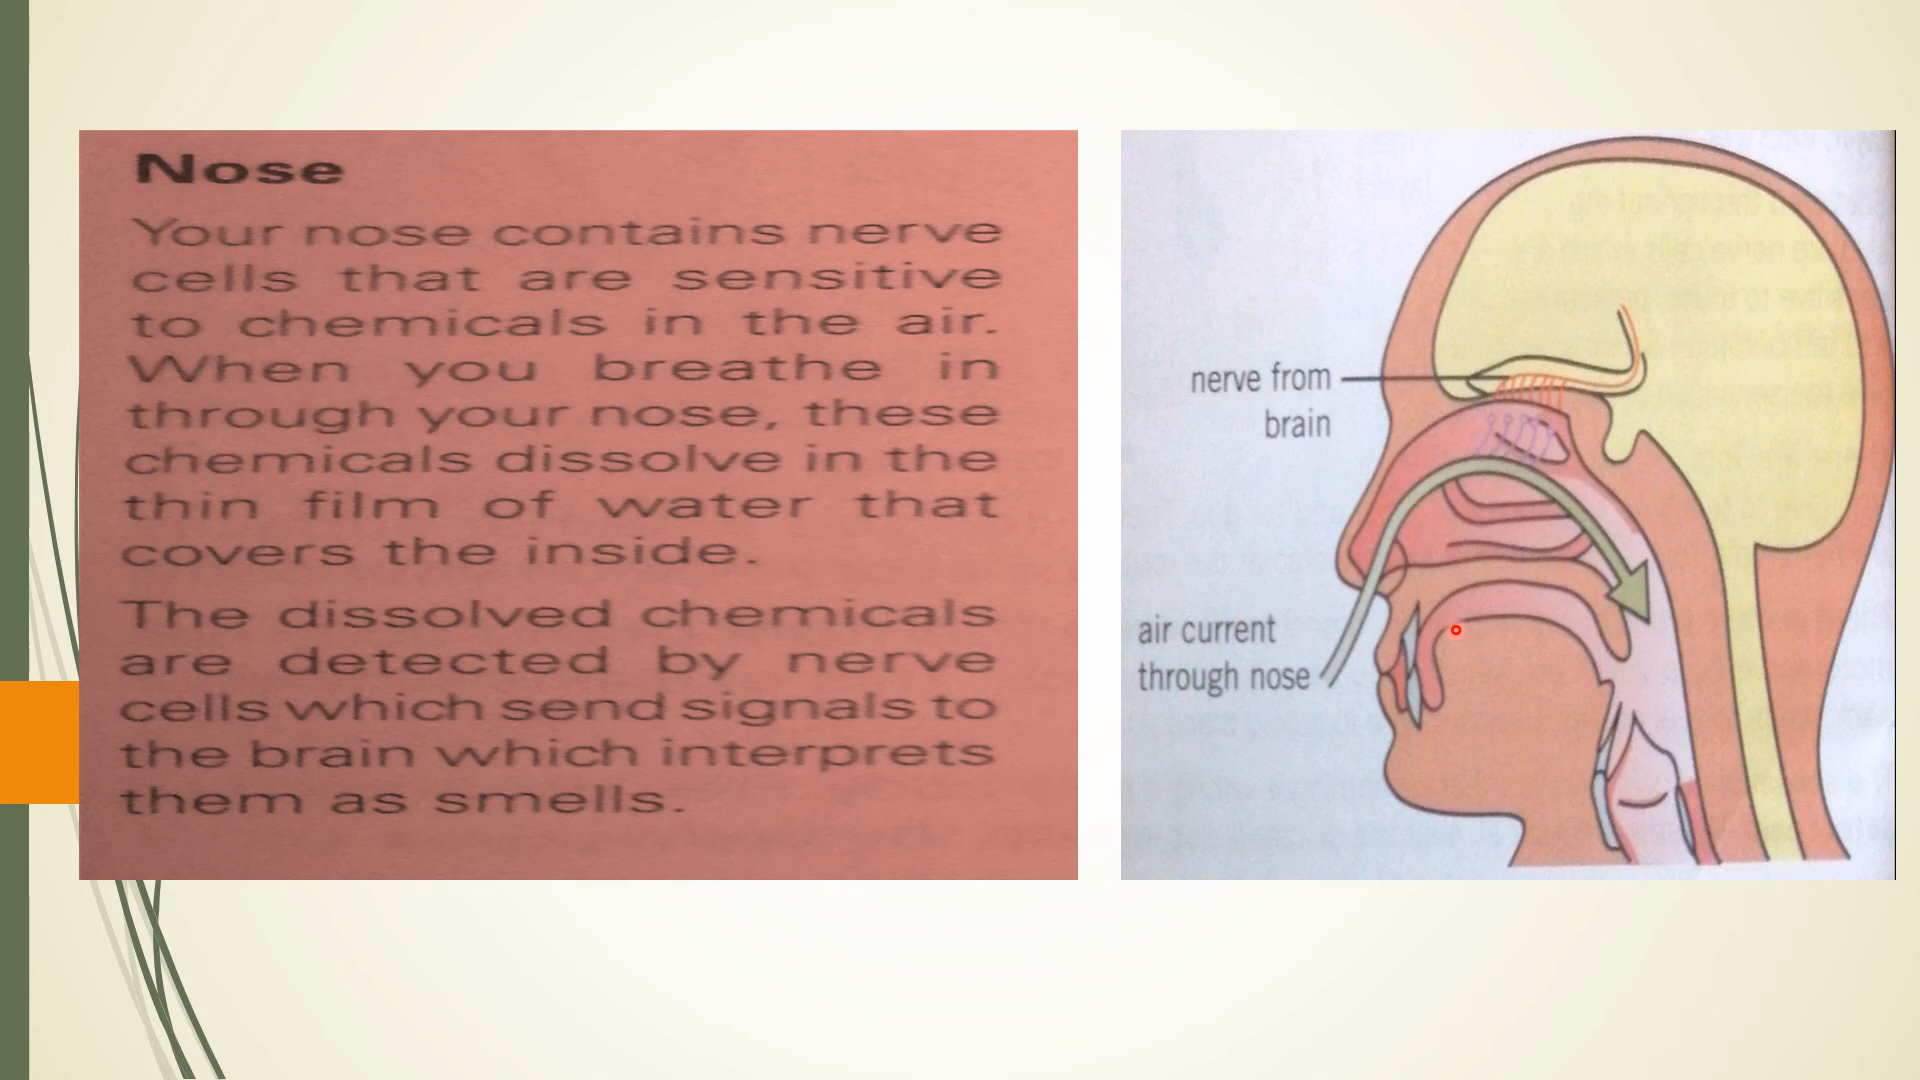 Nose
Your nose contains nerve
cells that are sensitive
to chemicals in the air.
When you breathe in
through your nose, these
chemicals dissolve in the
thin film of water that
covers the inside.
The dissolved chemicals
are detected by nerve
cells which send signals to
the brain which interprets
them as smells.
nerve from
brain
air current
through nose